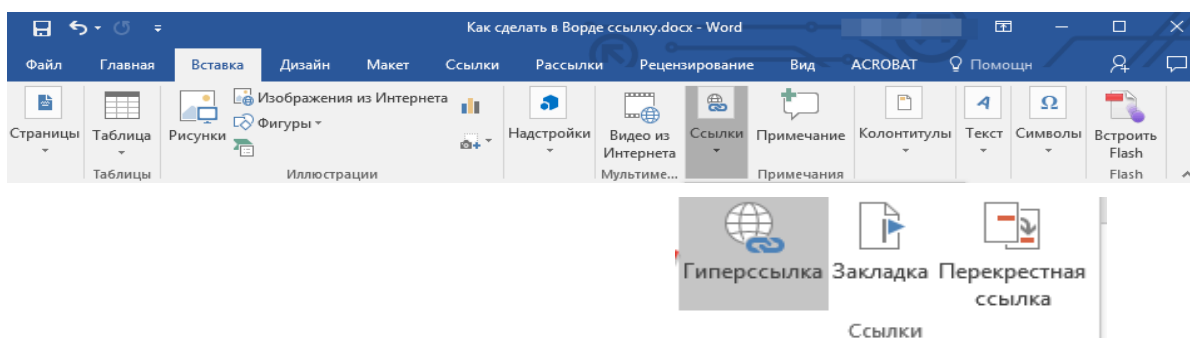 Как сделать в Ворде ссылку.docx - Word
Файл Главная Вставка Дизайн Макет Ссылки Рассылки Рецензирование Вид ACROBAT Помощн
Страницы Таблица Рисунки Изображения из Интернета Фигуры Надстройки Видео из Интернета Ссылки Примечание Колонтитулы Текст Символы Встроить Flash
Таблицы Иллюстрации Мультиме... Примечания Flash
Гиперссылка Закладка Перекрестная
ссылка
Ссылки